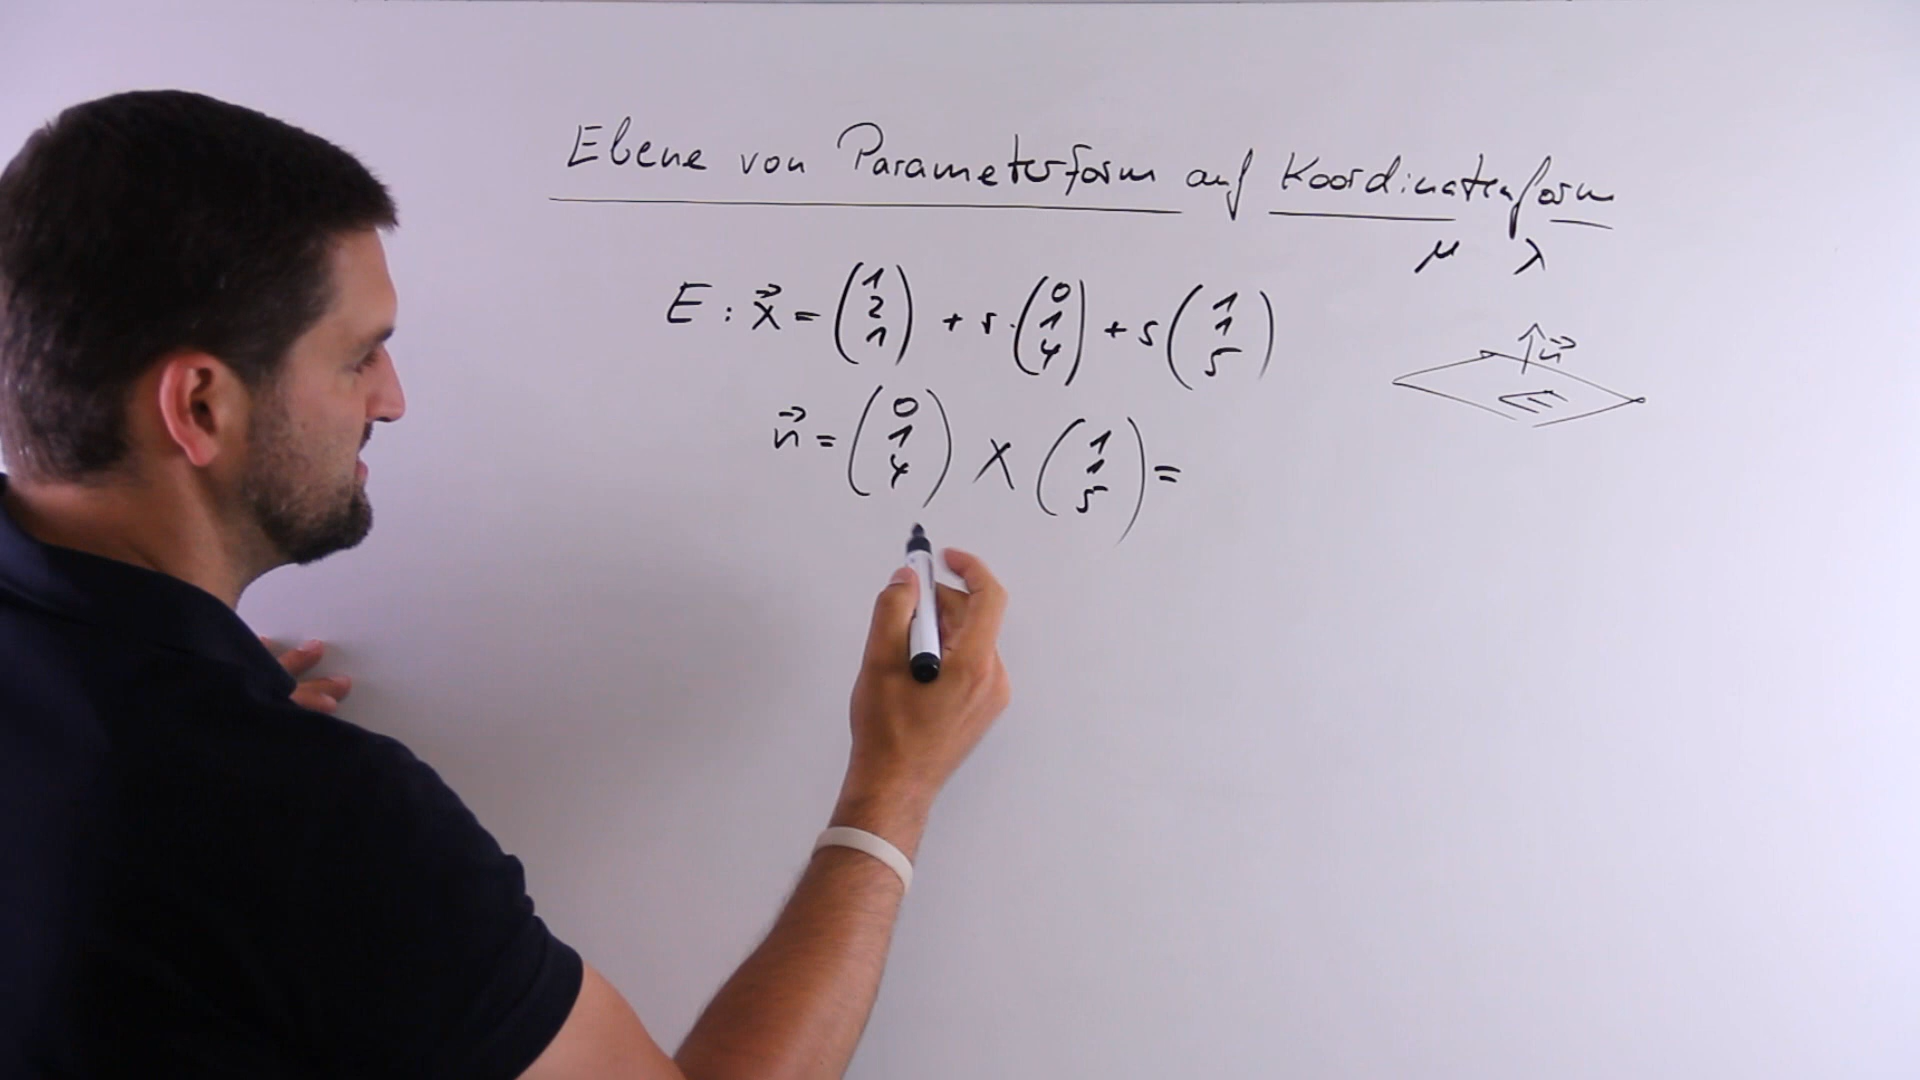 Ebene von Parameterform auf Koordinatenform
μ λ
E : x⃗ = (1 2 1) + r · (0 1 4) + s (1 1 5)
n⃗
E
n⃗ = (0 1 4) × (1 1 5) =